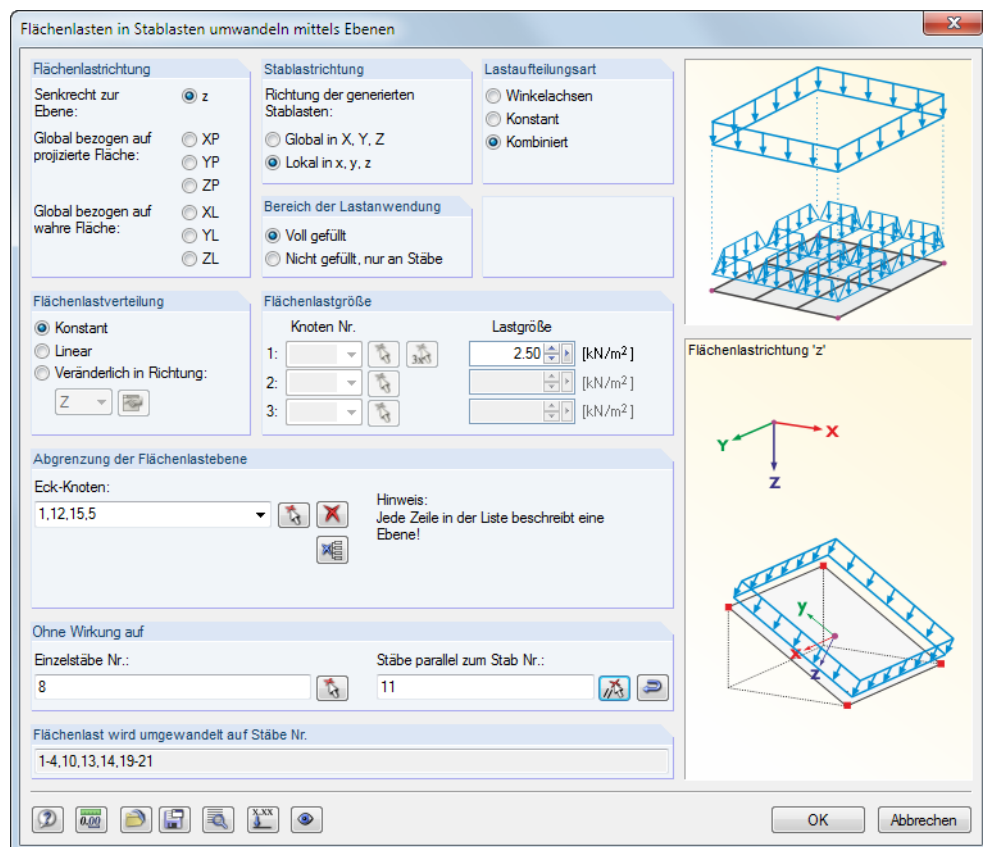 Flächenlasten in Stablasten umwandeln mittels Ebenen
Flächenlastrichtung
Senkrecht zur
Ebene:
z
Global bezogen auf
projizierte Fläche:
XP
YP
ZP
Global bezogen auf
wahre Fläche:
XL
YL
ZL
Stablastrichtung
Richtung der generierten
Stablasten:
Global in X, Y, Z
Lokal in x, y, z
Bereich der Lastanwendung
Voll gefüllt
Nicht gefüllt, nur an Stäbe
Lastaufteilungsart
Winkelachsen
Konstant
Kombiniert
Flächenlastverteilung
Konstant
Linear
Veränderlich in Richtung:
Z
Flächenlastgröße
Knoten Nr. Lastgröße
1: 3x 2.50 [kN/m²]
2: [kN/m²]
3: [kN/m²]
Abgrenzung der Flächenlastebene
Eck-Knoten:
1,12,15,5
Hinweis:
Jede Zeile in der Liste beschreibt eine
Ebene!
Ohne Wirkung auf
Einzelstäbe Nr.:
8
Stäbe parallel zum Stab Nr.:
11
Flächenlast wird umgewandelt auf Stäbe Nr.
1-4,10,13,14,19-21
Flächenlastrichtung 'z'
X
Y
Z
y
x
z
0.00
x.xx
OK
Abbrechen